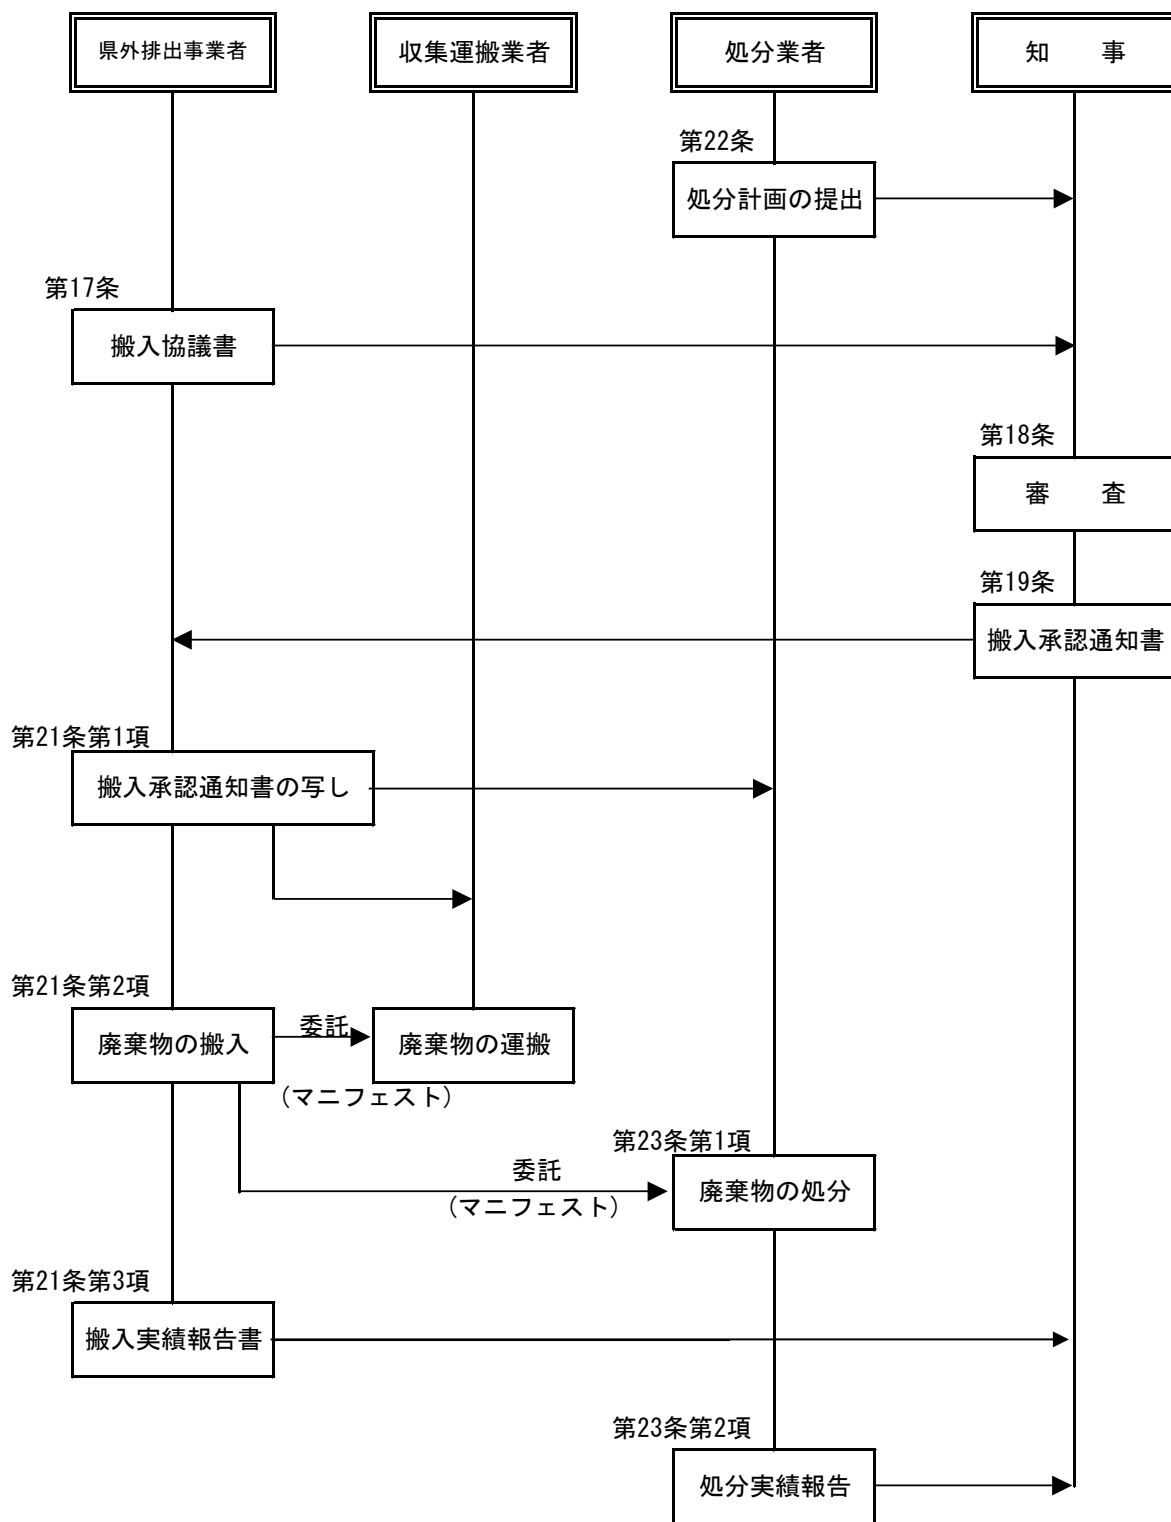 県外排出事業者
収集運搬業者
処分業者
知　　事
第22条
処分計画の提出
第17条
搬入協議書
第18条
審　　査
第19条
搬入承認通知書
第21条第1項
搬入承認通知書の写し
第21条第2項
廃棄物の搬入
委託
廃棄物の運搬
（マニフェスト）
第23条第1項
委託
廃棄物の処分
（マニフェスト）
第21条第3項
搬入実績報告書
第23条第2項
処分実績報告